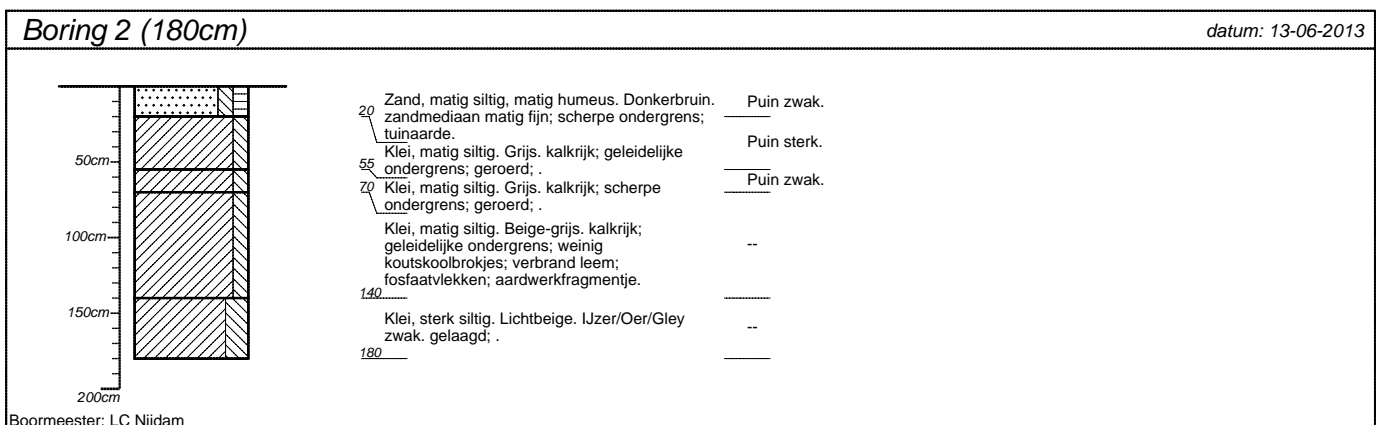 Boring 2 (180cm)
datum: 13-06-2013
50cm
100cm
150cm
200cm
20
Zand, matig siltig, matig humeus. Donkerbruin.
zandmediaan matig fijn; scherpe ondergrens;
tuinaarde.
Puin zwak.
55
Klei, matig siltig. Grijs. kalkrijk; geleidelijke
ondergrens; geroerd; .
Puin sterk.
70
Klei, matig siltig. Grijs. kalkrijk; scherpe
ondergrens; geroerd; .
Puin zwak.
Klei, matig siltig. Beige-grijs. kalkrijk;
geleidelijke ondergrens; weinig
koutskoolbrokjes; verbrand leem;
fosfaatvlekken; aardwerkfragmentje.
--
140
Klei, sterk siltig. Lichtbeige. IJzer/Oer/Gley
zwak. gelaagd; .
--
180
Boormeester: LC Nijdam